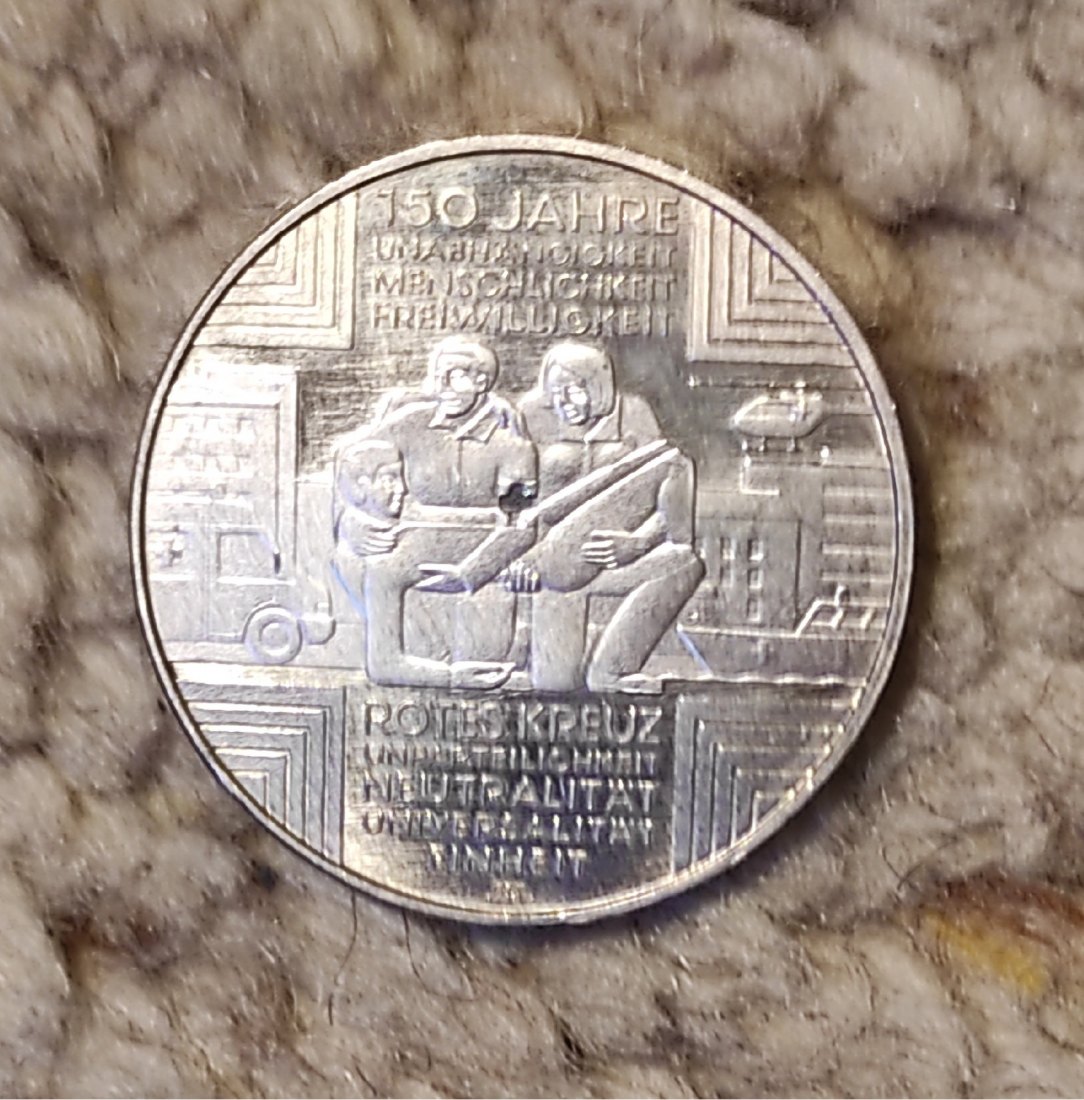 150 JAHRE
UNABHÄNGIGKEIT
MENSCHLICHKEIT
FREIWILLIGKEIT
ROTES KREUZ
UNPARTEILICHKEIT
NEUTRALITÄT
UNIVERSALITÄT
EINHEIT